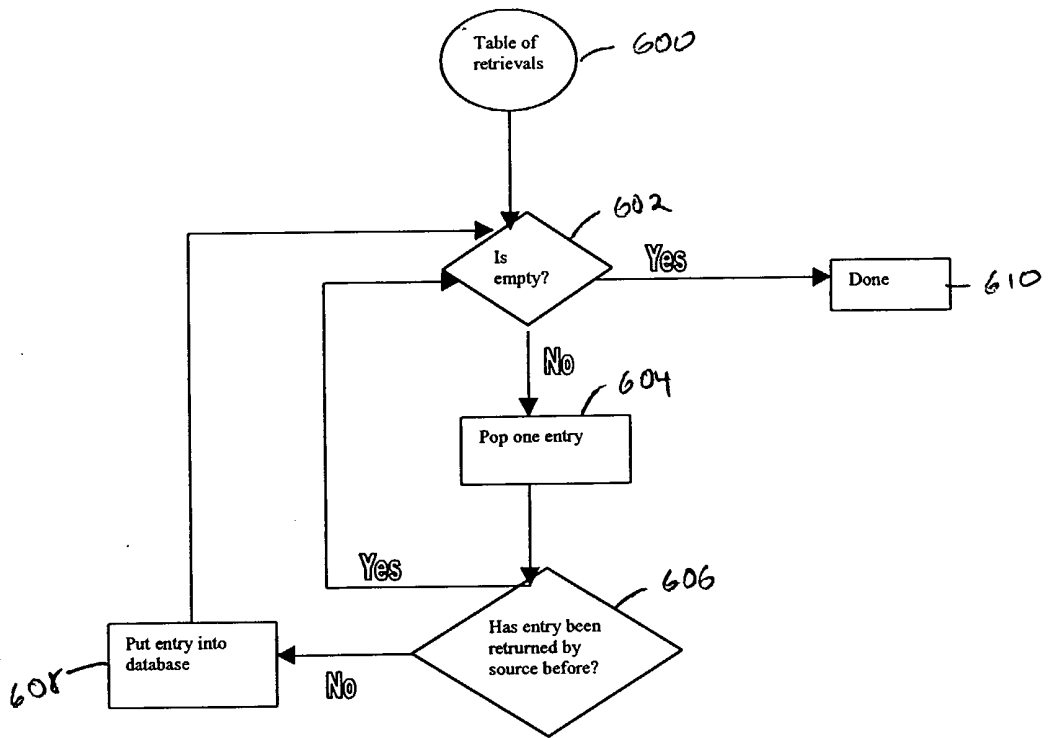 Table of
retrievals
600
602
Is
empty?
Yes
Done
610
No
604
Pop one entry
Yes
606
Has entry been
retrurned by
source before?
Put entry into
database
608
No